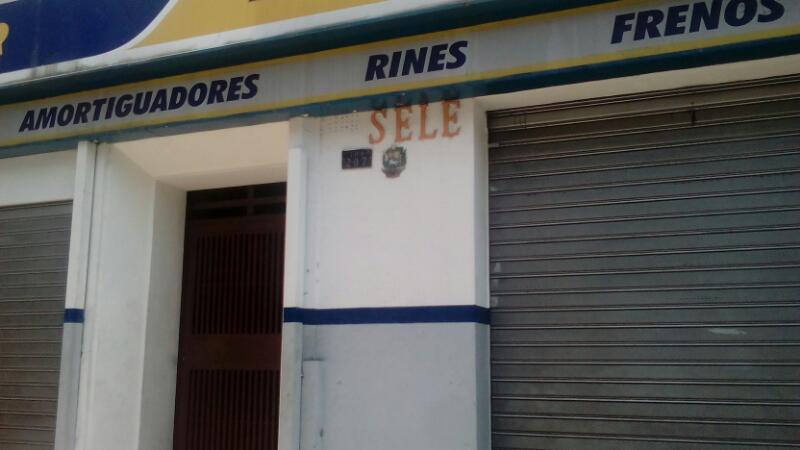 AMORTIGUADORES RINES FRENOS
SELE